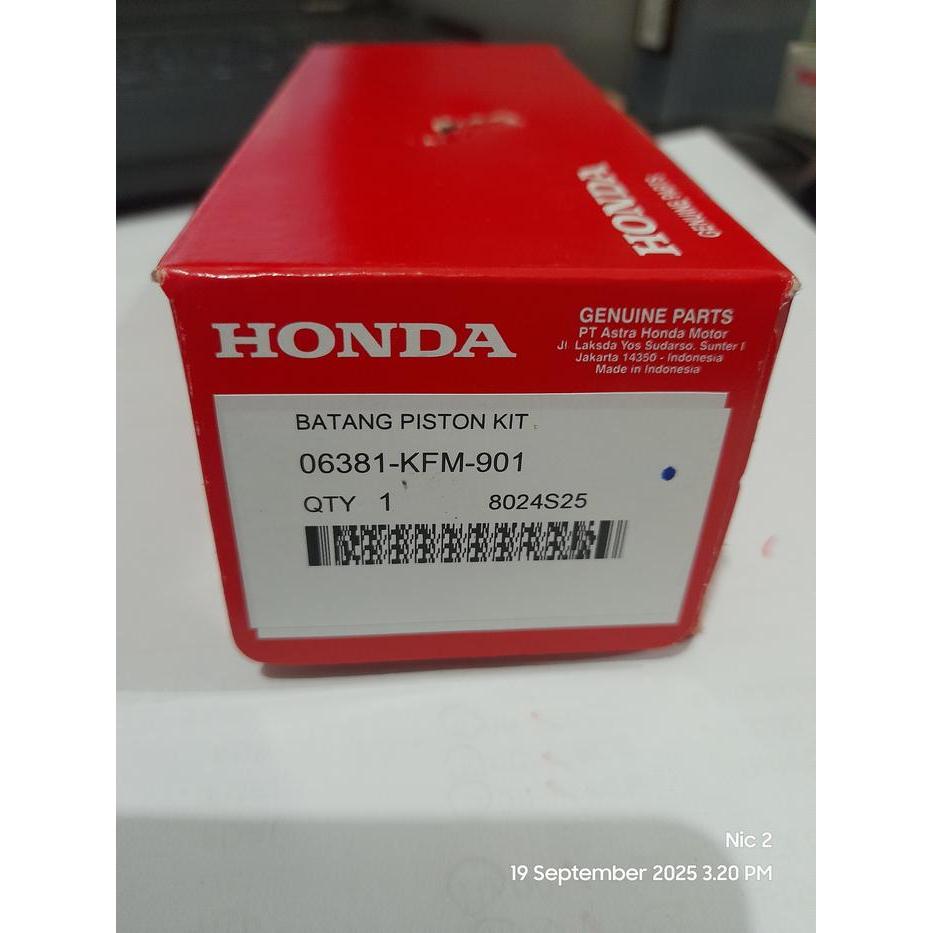 HONDA
GENUINE PARTS
HONDA
GENUINE PARTS
PT Astra Honda Motor
Jl. Laksda Yos Sudarso. Sunter I
Jakarta 14350 - Indonesia
Made in Indonesia
BATANG PISTON KIT
06381-KFM-901
QTY 1 8024S25
Nic 2
19 September 2025 3.20 PM